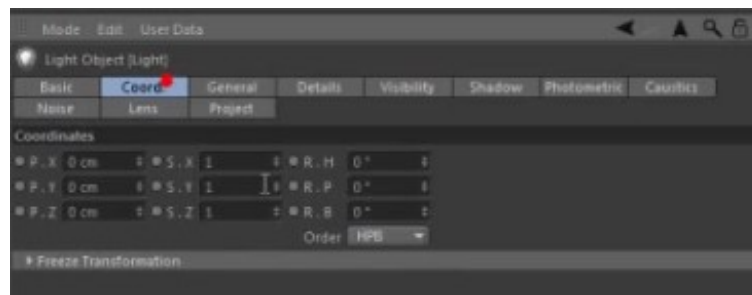 Mode Edit User Data
Light Object [Light]
Basic Coord. General Details Visibility Shadow Photometric Caustics
Noise Lens Project
Coordinates
P . X 0 cm S . X 1 R . H 0 °
P . Y 0 cm S . Y 1 R . P 0 °
P . Z 0 cm S . Z 1 R . B 0 °
Order HPB
Freeze Transformation